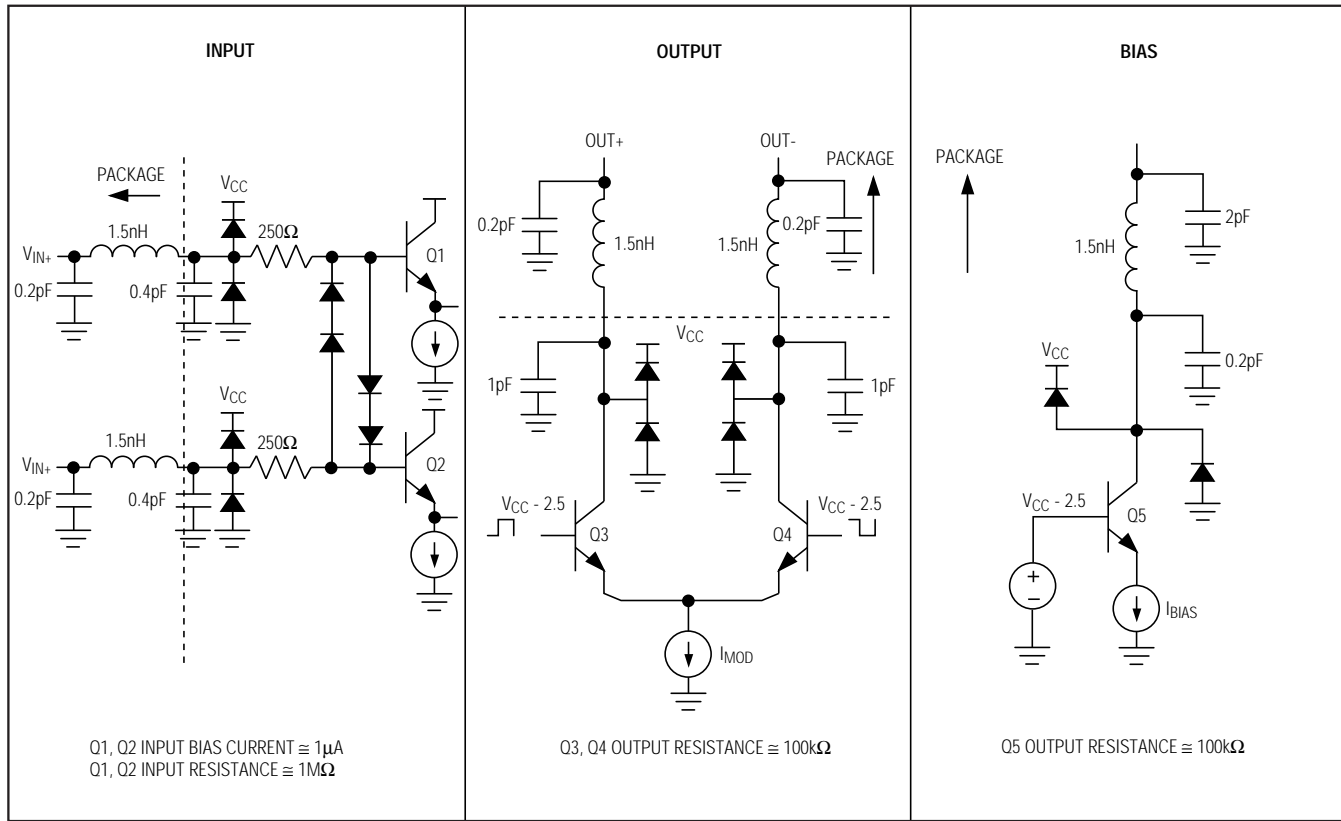 INPUT
PACKAGE
VCC
1.5nH
250Ω
VIN+
Q1
0.2pF
0.4pF
VCC
1.5nH
250Ω
VIN+
Q2
0.2pF
0.4pF
Q1, Q2 INPUT BIAS CURRENT ≅ 1μA
Q1, Q2 INPUT RESISTANCE ≅ 1MΩ
OUTPUT
OUT+
OUT-
PACKAGE
0.2pF
0.2pF
1.5nH
1.5nH
VCC
1pF
1pF
VCC - 2.5
VCC - 2.5
Q3
Q4
IMOD
Q3, Q4 OUTPUT RESISTANCE ≅ 100kΩ
BIAS
PACKAGE
2pF
1.5nH
VCC
0.2pF
VCC - 2.5
Q5
+
−
IBIAS
Q5 OUTPUT RESISTANCE ≅ 100kΩ